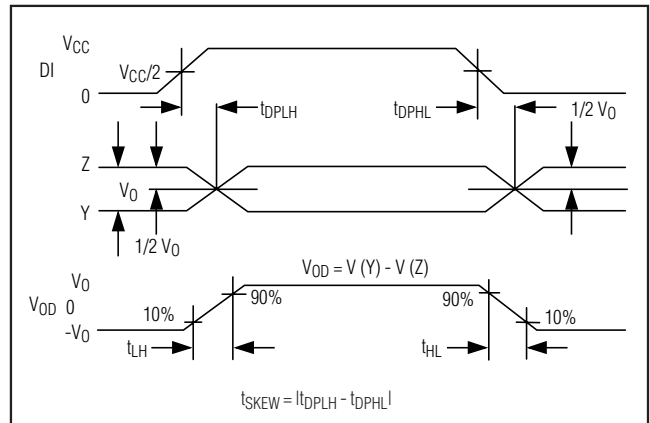 VCC
DI
VCC/2
0
tDPLH
tDPHL
1/2 VO
Z
VO
Y
1/2 VO
VOD = V (Y) - V (Z)
VO
VOD 0
-VO
10%
90%
90%
10%
tLH
tHL
tSKEW = |tDPLH - tDPHL|